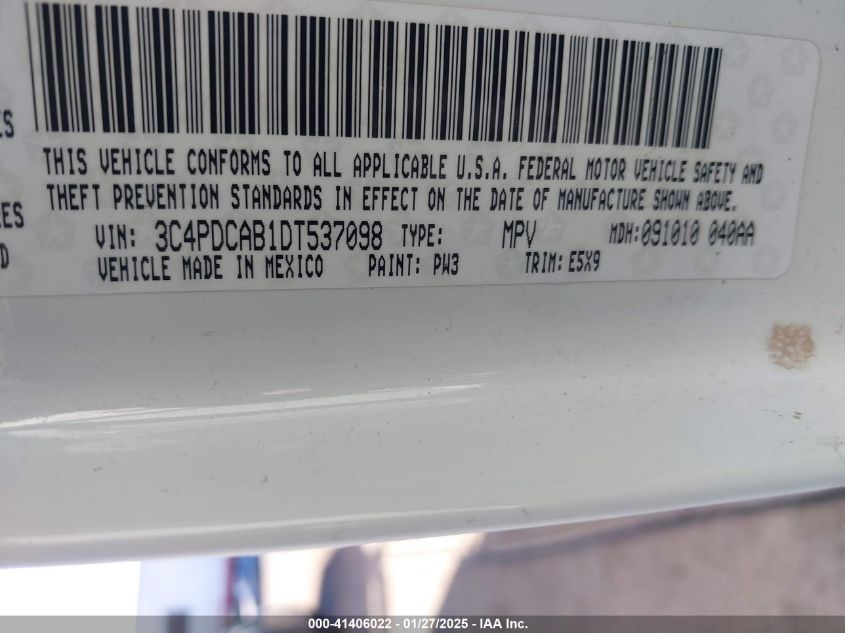 ES
THIS VEHICLE CONFORMS TO ALL APPLICABLE U.S.A. FEDERAL MOTOR VEHICLE SAFETY AND
THEFT PREVENTION STANDARDS IN EFFECT ON THE DATE OF MANUFACTURE SHOWN ABOVE.
LES
VIN: 3C4PDCAB1DT537098 TYPE: MPV MDH:091010 040AA
D
VEHICLE MADE IN MEXICO PAINT: PW3 TRIM: E5X9
000-41406022 - 01/27/2025 - IAA Inc.